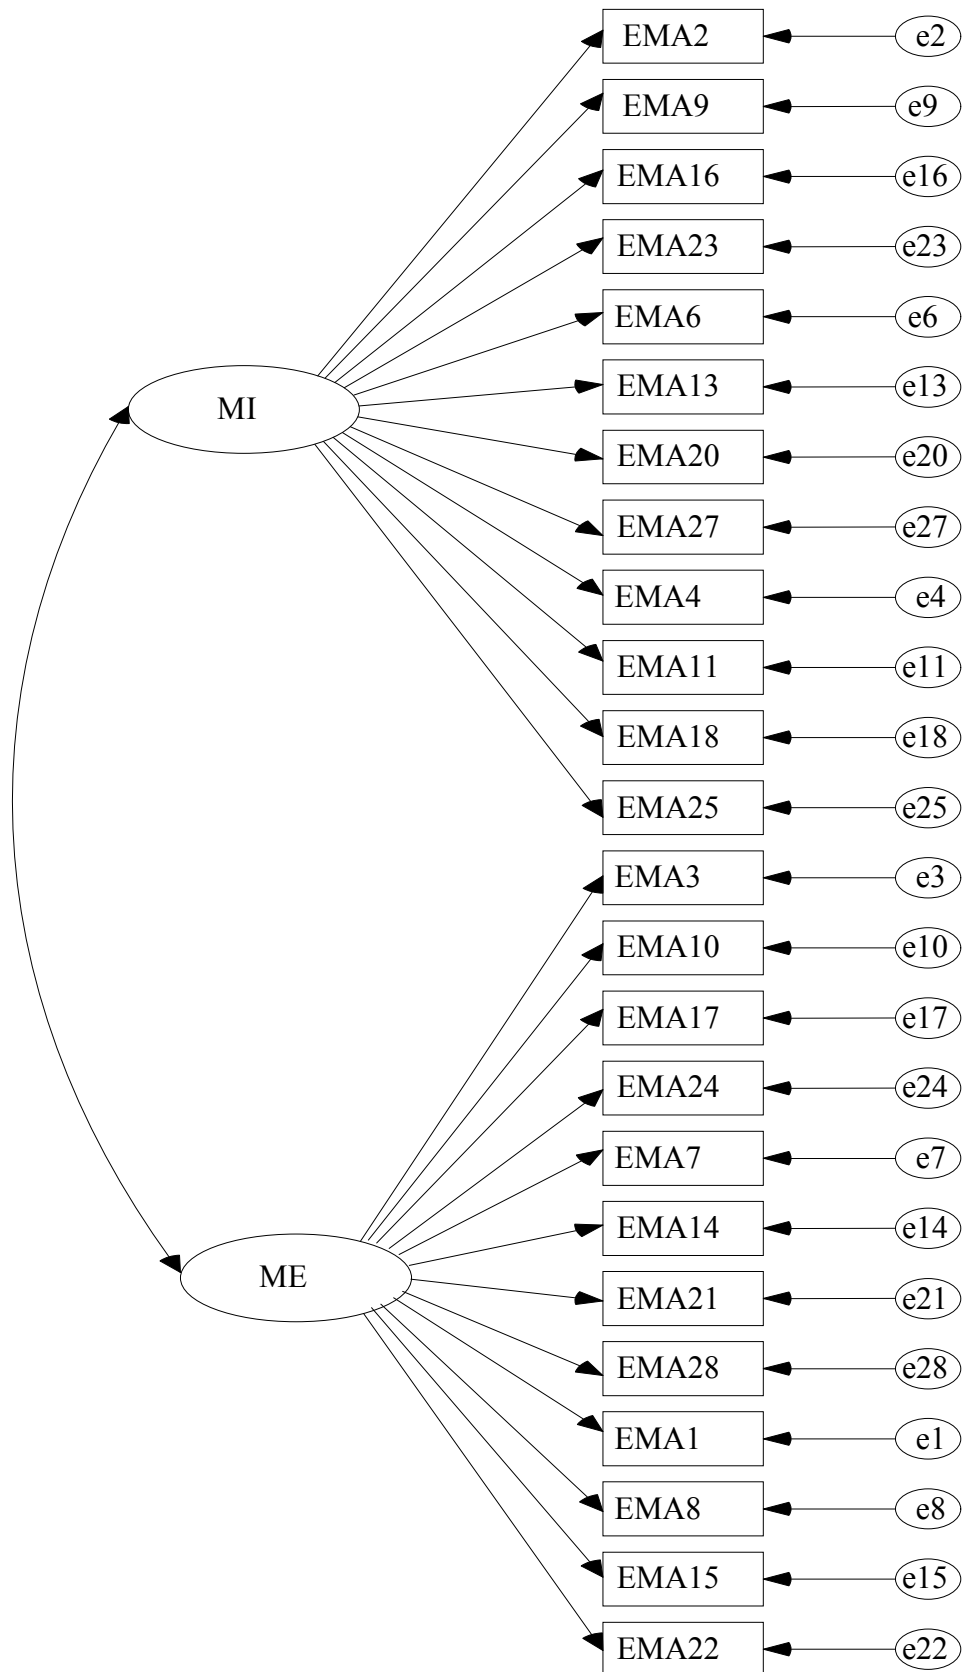 EMA2 e2
EMA9 e9
EMA16 e16
EMA23 e23
EMA6 e6
EMA13 e13
MI
EMA20 e20
EMA27 e27
EMA4 e4
EMA11 e11
EMA18 e18
EMA25 e25
EMA3 e3
EMA10 e10
EMA17 e17
EMA24 e24
EMA7 e7
EMA14 e14
ME
EMA21 e21
EMA28 e28
EMA1 e1
EMA8 e8
EMA15 e15
EMA22 e22